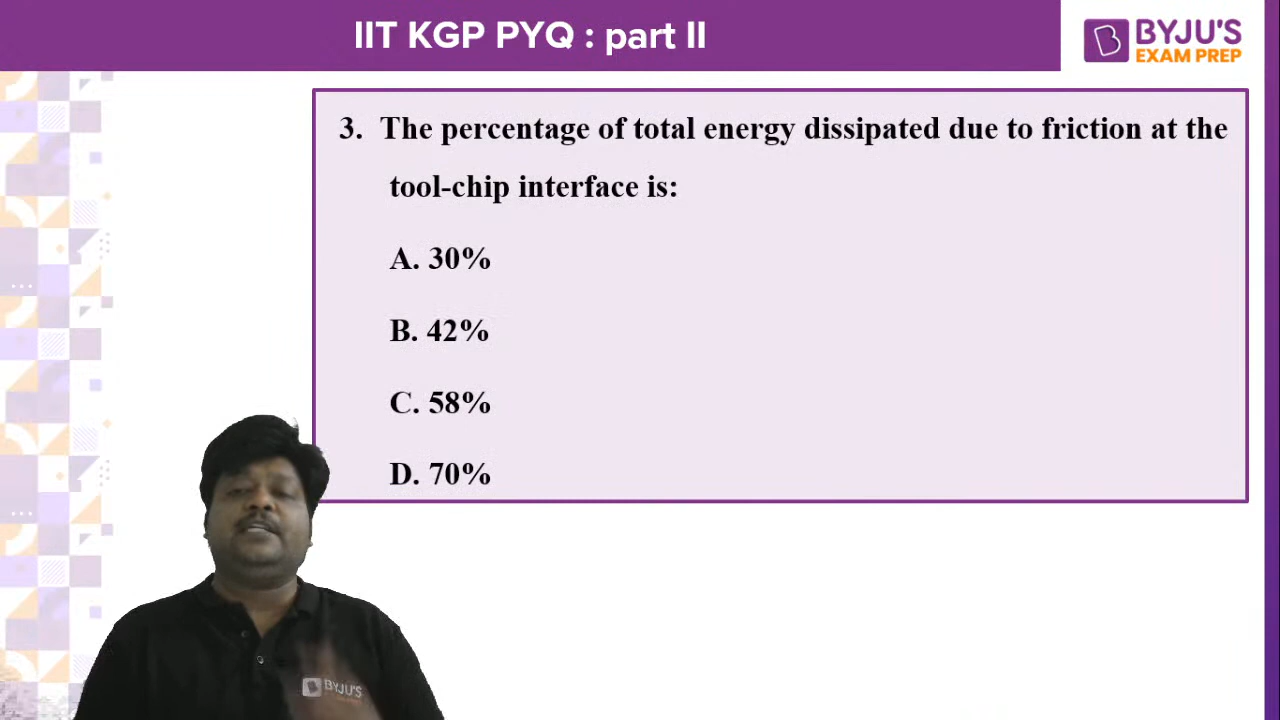 IIT KGP PYQ : part II
BYJU'S
EXAM PREP
3. The percentage of total energy dissipated due to friction at the
tool-chip interface is:
A. 30%
B. 42%
C. 58%
D. 70%
BYJU'S